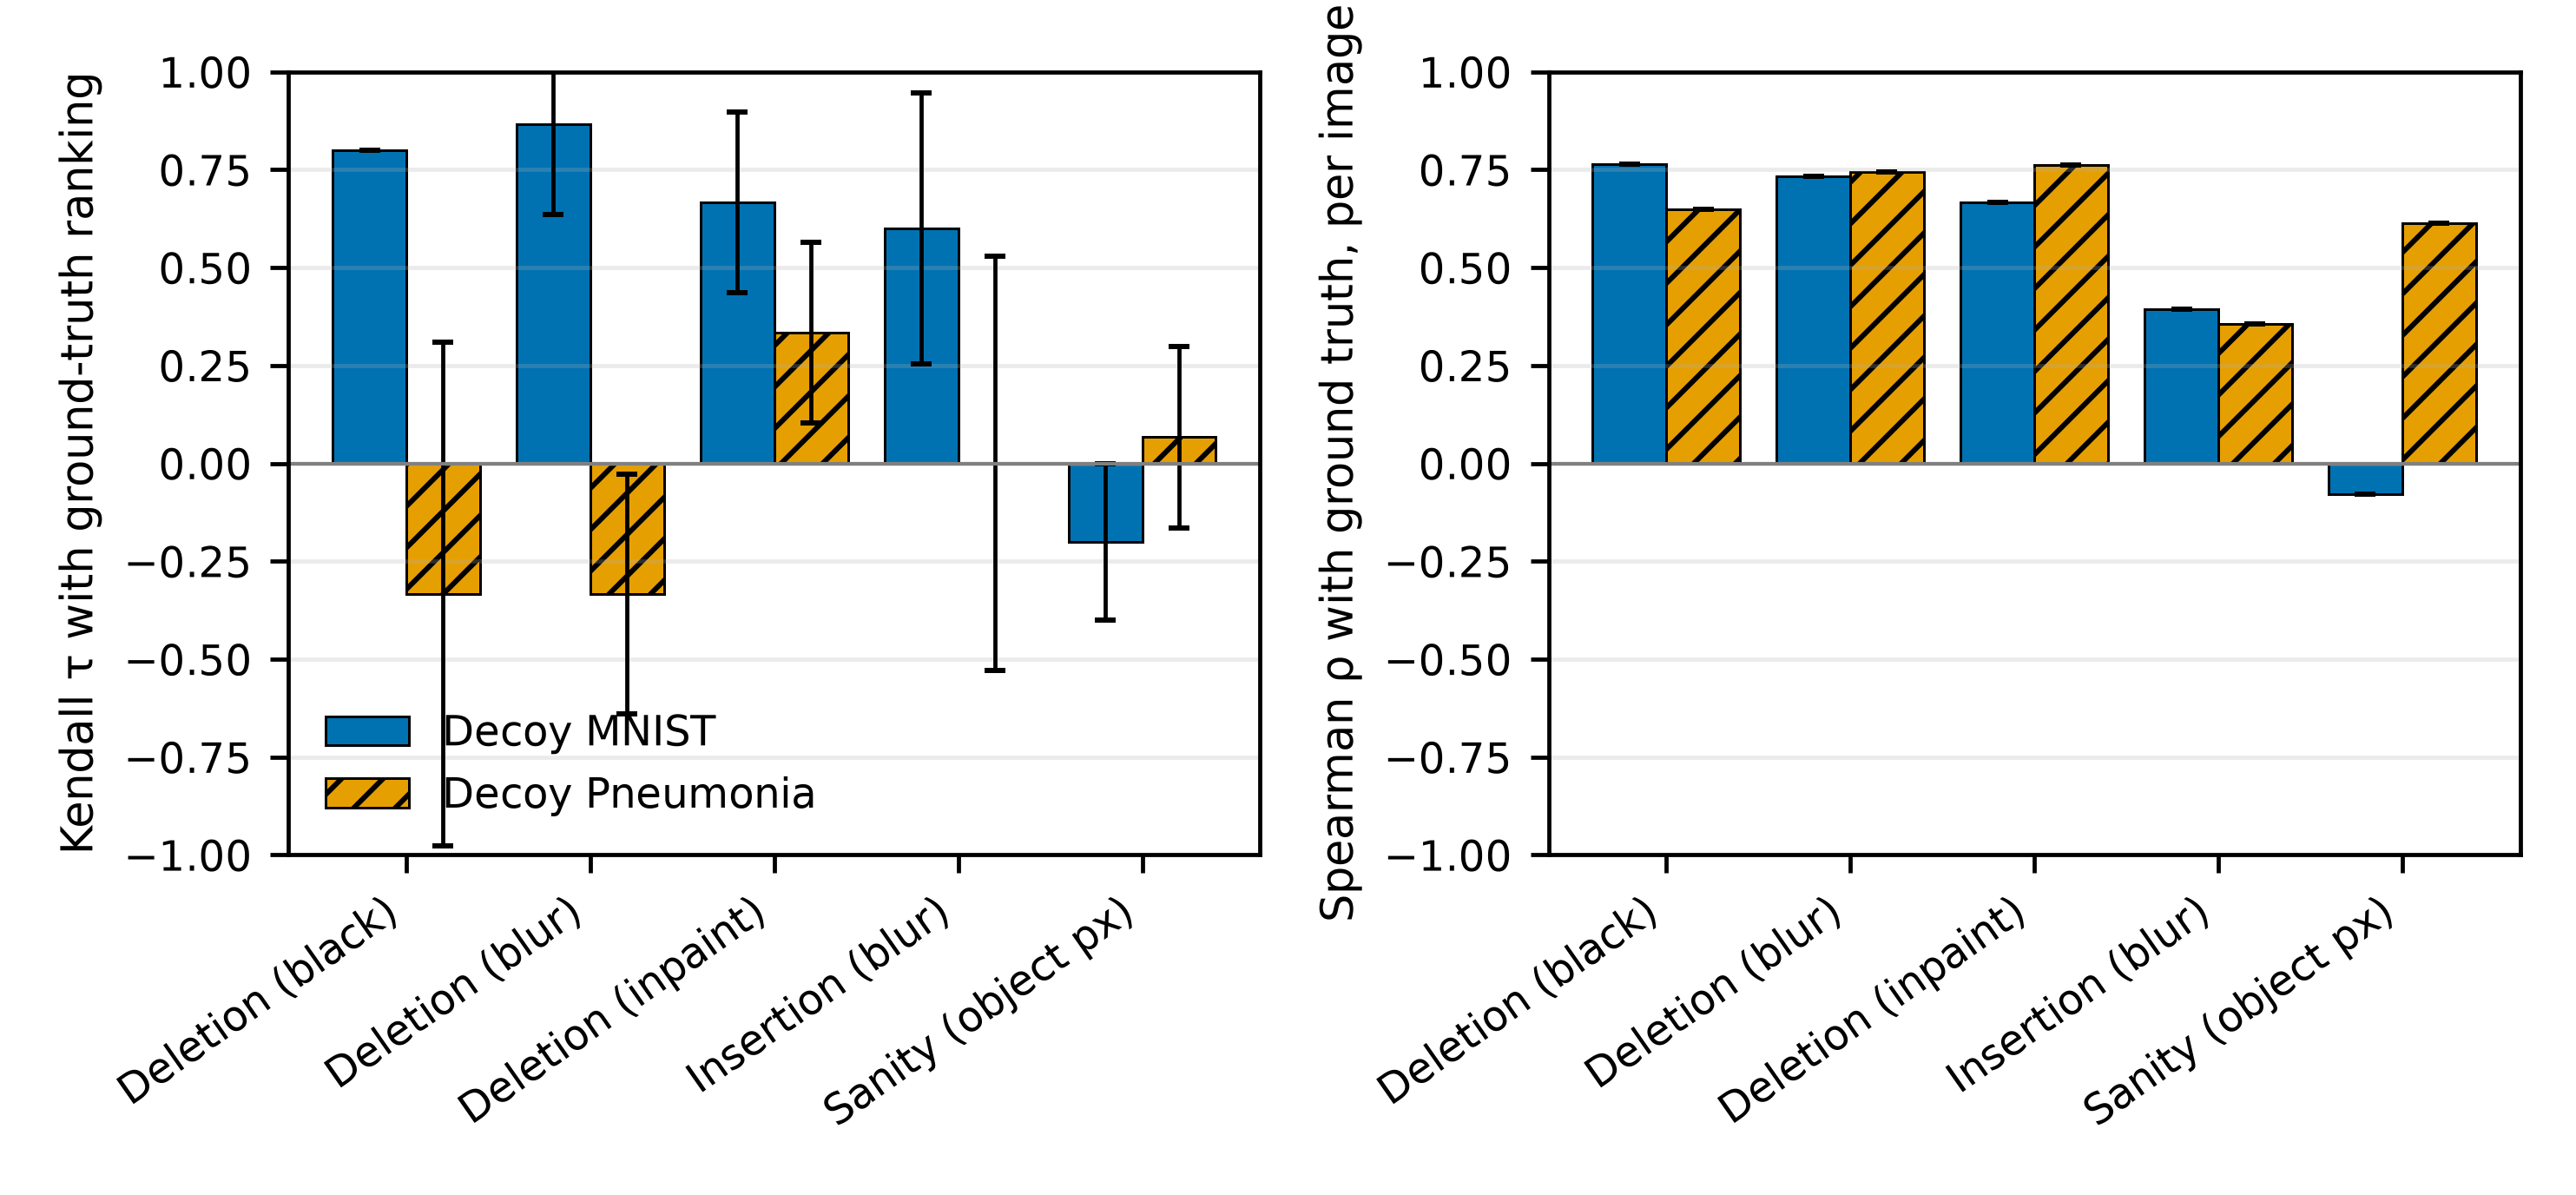 Kendall τ with ground-truth ranking
1.00
0.75
0.50
0.25
0.00
−0.25
−0.50
−0.75
−1.00
Decoy MNIST
Decoy Pneumonia
Deletion (black)
Deletion (blur)
Deletion (inpaint)
Insertion (blur)
Sanity (object px)
Spearman ρ with ground truth, per image
1.00
0.75
0.50
0.25
0.00
−0.25
−0.50
−0.75
−1.00
Deletion (black)
Deletion (blur)
Deletion (inpaint)
Insertion (blur)
Sanity (object px)